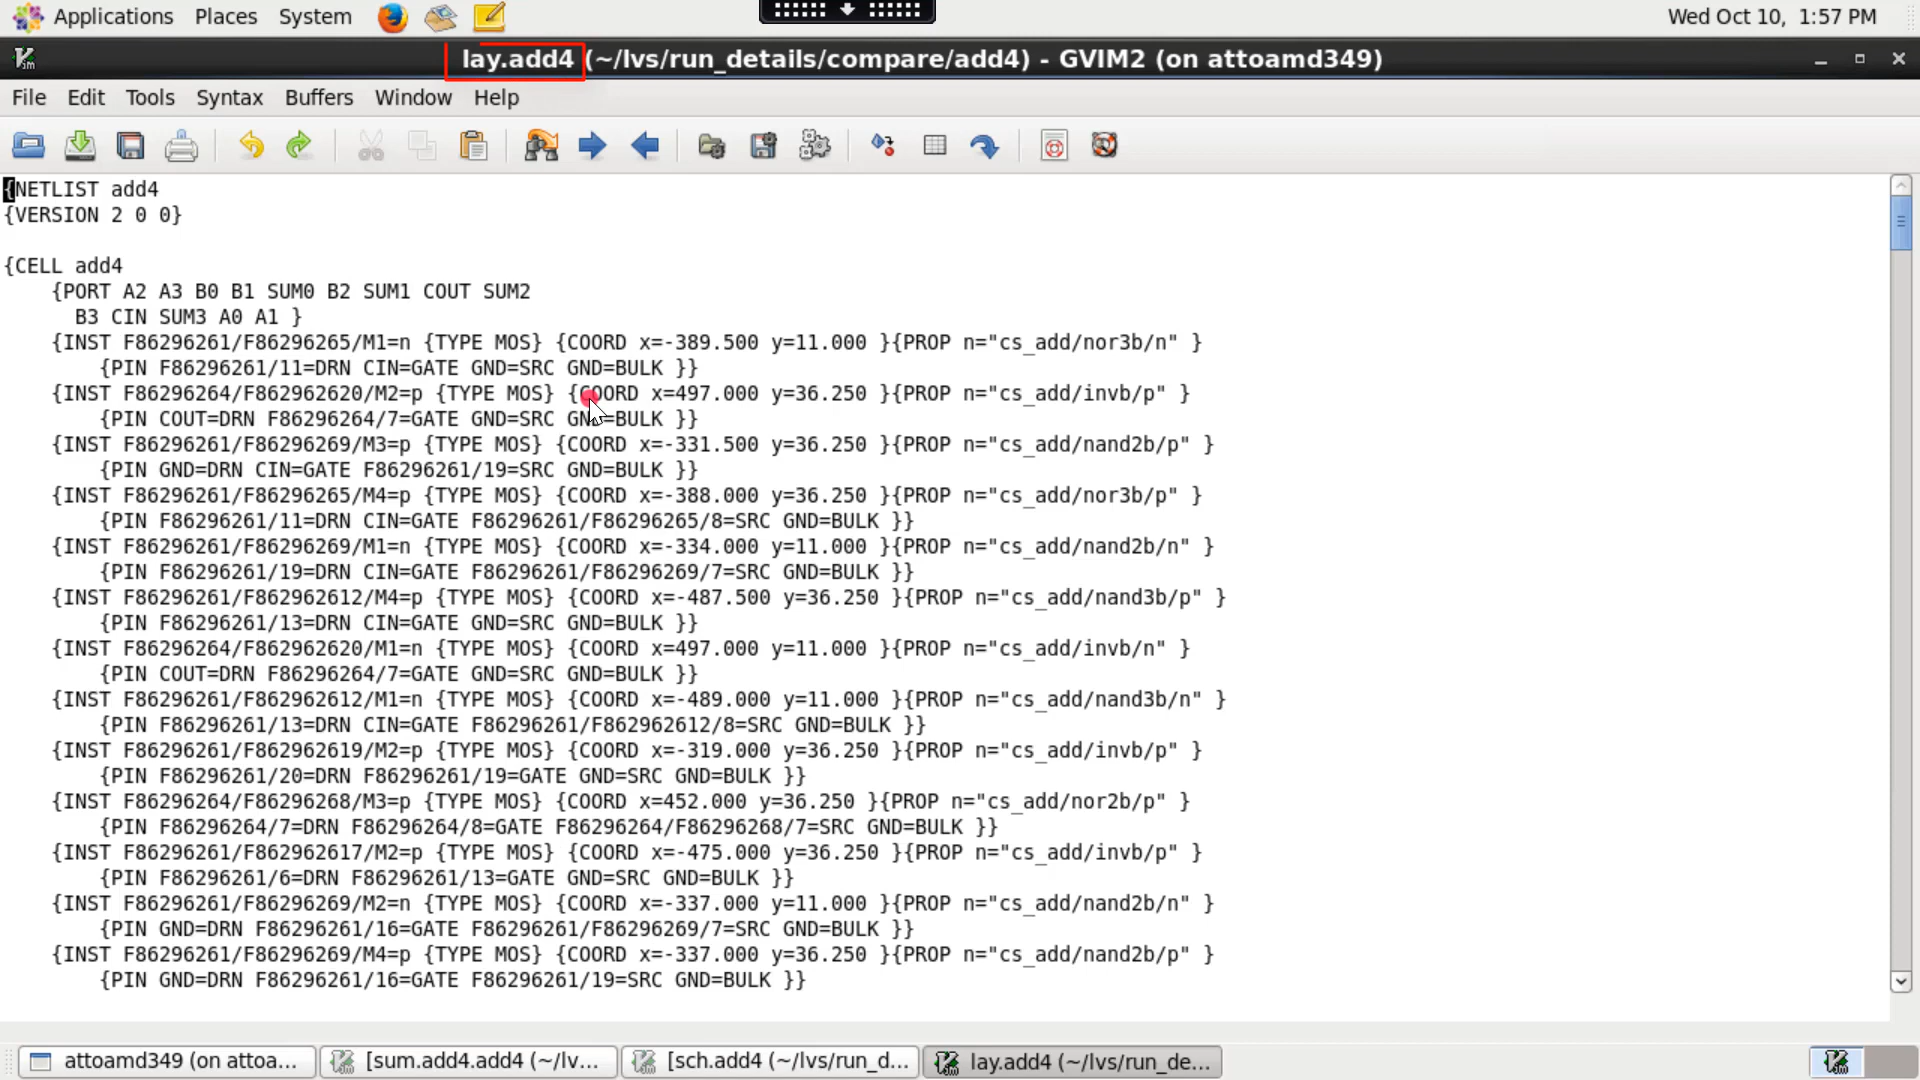 Applications Places System Wed Oct 10, 1:57 PM
lay.add4 (~/lvs/run_details/compare/add4) - GVIM2 (on attoamd349)
File Edit Tools Syntax Buffers Window Help
{NETLIST add4
{VERSION 2 0 0}
{CELL add4
{PORT A2 A3 B0 B1 SUM0 B2 SUM1 COUT SUM2
B3 CIN SUM3 A0 A1 }
{INST F86296261/F86296265/M1=n {TYPE MOS} {COORD x=-389.500 y=11.000 }{PROP n="cs_add/nor3b/n" }
{PIN F86296261/11=DRN CIN=GATE GND=SRC GND=BULK }}
{INST F86296264/F862962620/M2=p {TYPE MOS} {COORD x=497.000 y=36.250 }{PROP n="cs_add/invb/p" }
{PIN COUT=DRN F86296264/7=GATE GND=SRC GND=BULK }}
{INST F86296261/F86296269/M3=p {TYPE MOS} {COORD x=-331.500 y=36.250 }{PROP n="cs_add/nand2b/p" }
{PIN GND=DRN CIN=GATE F86296261/19=SRC GND=BULK }}
{INST F86296261/F86296265/M4=p {TYPE MOS} {COORD x=-388.000 y=36.250 }{PROP n="cs_add/nor3b/p" }
{PIN F86296261/11=DRN CIN=GATE F86296261/F86296265/8=SRC GND=BULK }}
{INST F86296261/F86296269/M1=n {TYPE MOS} {COORD x=-334.000 y=11.000 }{PROP n="cs_add/nand2b/n" }
{PIN F86296261/19=DRN CIN=GATE F86296261/F86296269/7=SRC GND=BULK }}
{INST F86296261/F862962612/M4=p {TYPE MOS} {COORD x=-487.500 y=36.250 }{PROP n="cs_add/nand3b/p" }
{PIN F86296261/13=DRN CIN=GATE GND=SRC GND=BULK }}
{INST F86296264/F862962620/M1=n {TYPE MOS} {COORD x=497.000 y=11.000 }{PROP n="cs_add/invb/n" }
{PIN COUT=DRN F86296264/7=GATE GND=SRC GND=BULK }}
{INST F86296261/F862962612/M1=n {TYPE MOS} {COORD x=-489.000 y=11.000 }{PROP n="cs_add/nand3b/n" }
{PIN F86296261/13=DRN CIN=GATE F86296261/F862962612/8=SRC GND=BULK }}
{INST F86296261/F862962619/M2=p {TYPE MOS} {COORD x=-319.000 y=36.250 }{PROP n="cs_add/invb/p" }
{PIN F86296261/20=DRN F86296261/19=GATE GND=SRC GND=BULK }}
{INST F86296264/F86296268/M3=p {TYPE MOS} {COORD x=452.000 y=36.250 }{PROP n="cs_add/nor2b/p" }
{PIN F86296264/7=DRN F86296264/8=GATE F86296264/F86296268/7=SRC GND=BULK }}
{INST F86296261/F862962617/M2=p {TYPE MOS} {COORD x=-475.000 y=36.250 }{PROP n="cs_add/invb/p" }
{PIN F86296261/6=DRN F86296261/13=GATE GND=SRC GND=BULK }}
{INST F86296261/F86296269/M2=n {TYPE MOS} {COORD x=-337.000 y=11.000 }{PROP n="cs_add/nand2b/n" }
{PIN GND=DRN F86296261/16=GATE F86296261/F86296269/7=SRC GND=BULK }}
{INST F86296261/F86296269/M4=p {TYPE MOS} {COORD x=-337.000 y=36.250 }{PROP n="cs_add/nand2b/p" }
{PIN GND=DRN F86296261/16=GATE F86296261/19=SRC GND=BULK }}
attoamd349 (on attoa... [sum.add4.add4 (~/lv... [sch.add4 (~/lvs/run_d... lay.add4 (~/lvs/run_de...